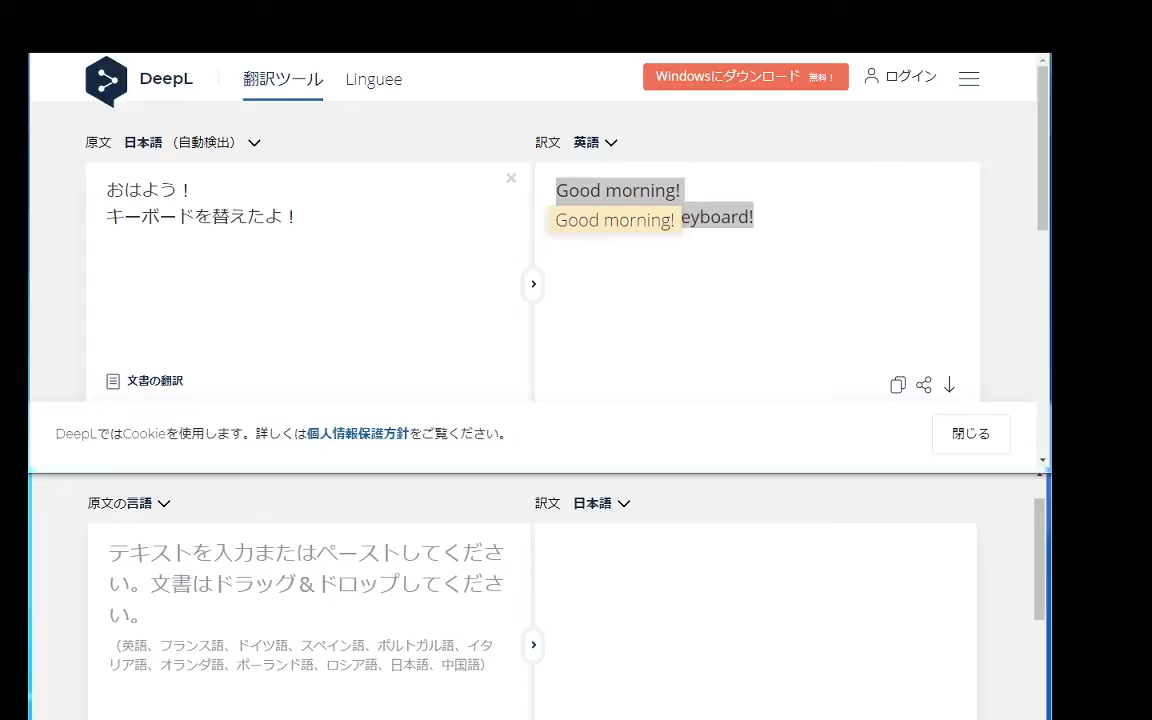 DeepL 翻訳ツール Linguee Windowsにダウンロード 無料！ ログイン
原文 日本語 （自動検出） 訳文 英語
おはよう！
キーボードを替えたよ！
Good morning!
Good morning! eyboard!
文書の翻訳
DeepLではCookieを使用します。詳しくは個人情報保護方針をご覧ください。 閉じる
原文の言語 訳文 日本語
テキストを入力またはペーストしてくださ
い。文書はドラッグ＆ドロップしてくださ
い。
（英語、フランス語、ドイツ語、スペイン語、ポルトガル語、イタ
リア語、オランダ語、ポーランド語、ロシア語、日本語、中国語）